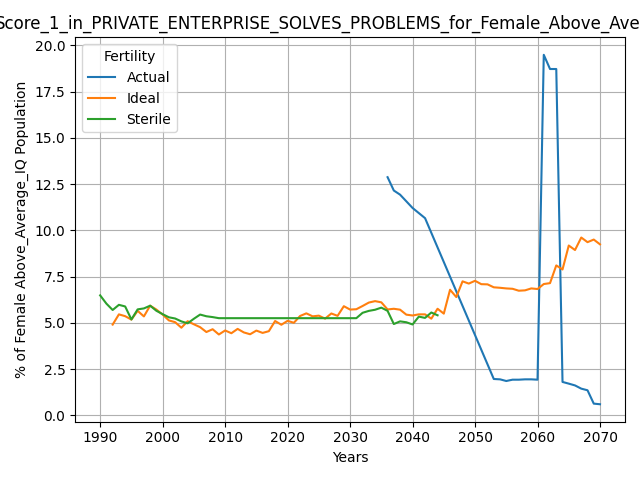 Score_1_in_PRIVATE_ENTERPRISE_SOLVES_PROBLEMS_for_Female_Above_Ave
Fertility
Actual
Ideal
Sterile
20.0
17.5
15.0
12.5
10.0
7.5
5.0
2.5
0.0
% of Female Above_Average_IQ Population
1990 2000 2010 2020 2030 2040 2050 2060 2070
Years